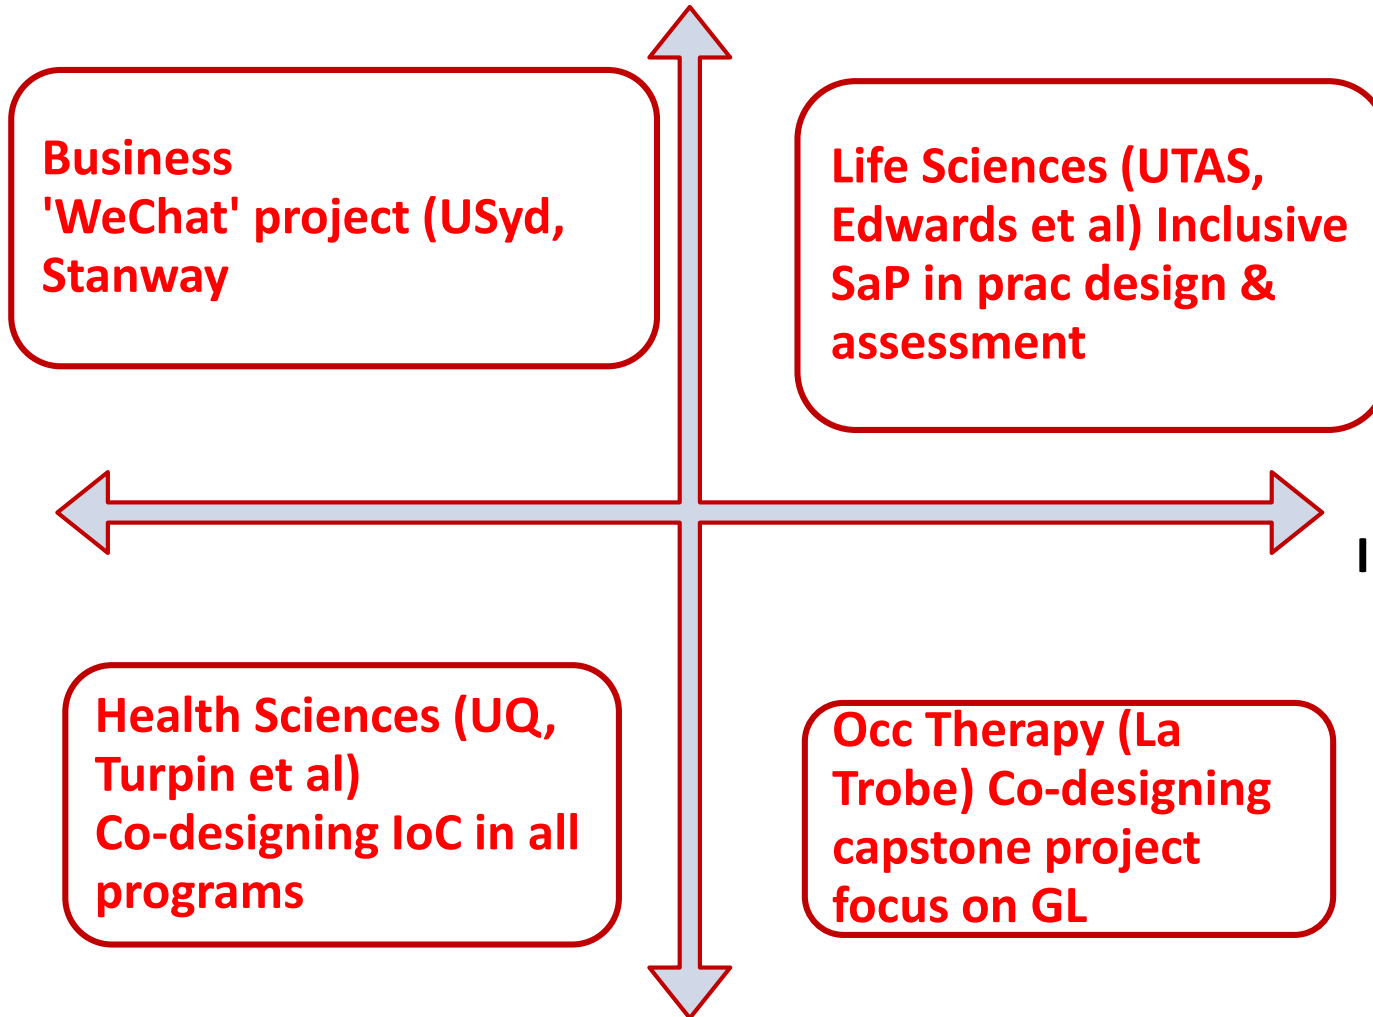 Business
'WeChat' project (USyd,
Stanway
Life Sciences (UTAS,
Edwards et al) Inclusive
SaP in prac design &
assessment
I
Health Sciences (UQ,
Turpin et al)
Co-designing IoC in all
programs
Occ Therapy (La
Trobe) Co-designing
capstone project
focus on GL